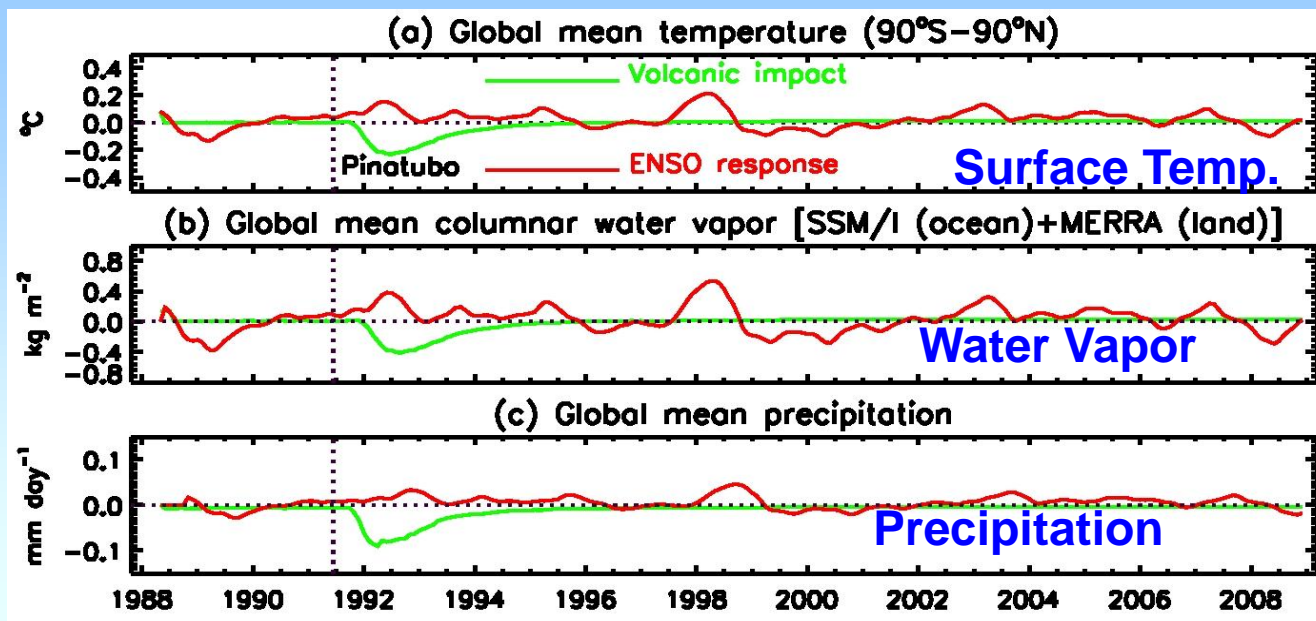 (a) Global mean temperature (90°S−90°N)
0.4
0.2
0.0
−0.2
−0.4
°C
Volcanic impact
Pinatubo
ENSO response
Surface Temp.
(b) Global mean columnar water vapor [SSM/I (ocean)+MERRA (land)]
0.8
0.4
0.0
−0.4
−0.8
kg m⁻²
Water Vapor
(c) Global mean precipitation
0.1
0.0
−0.1
mm day⁻¹
Precipitation
1988 1990 1992 1994 1996 1998 2000 2002 2004 2006 2008